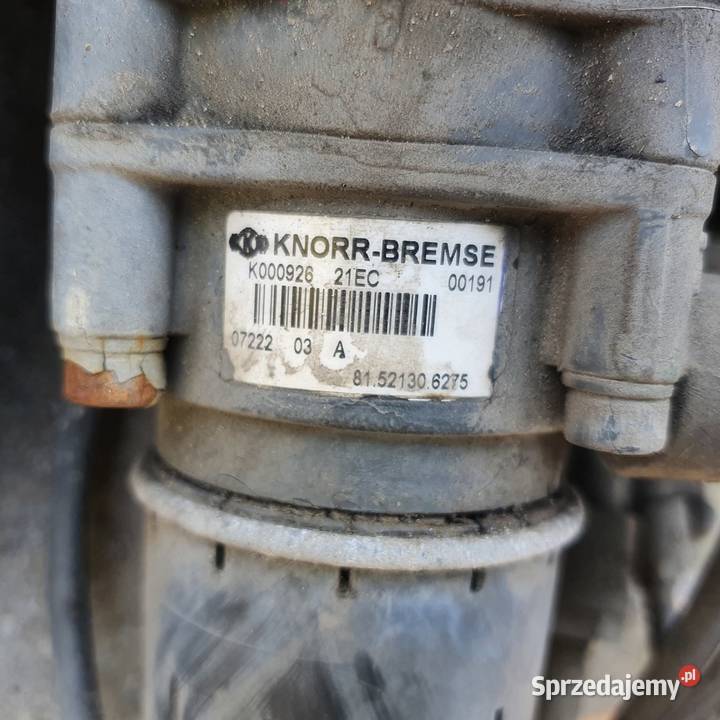 KNORR-BREMSE
K000926 21EC 00191
07222 03 A
81.52130.6275
Sprzedajemy.pl